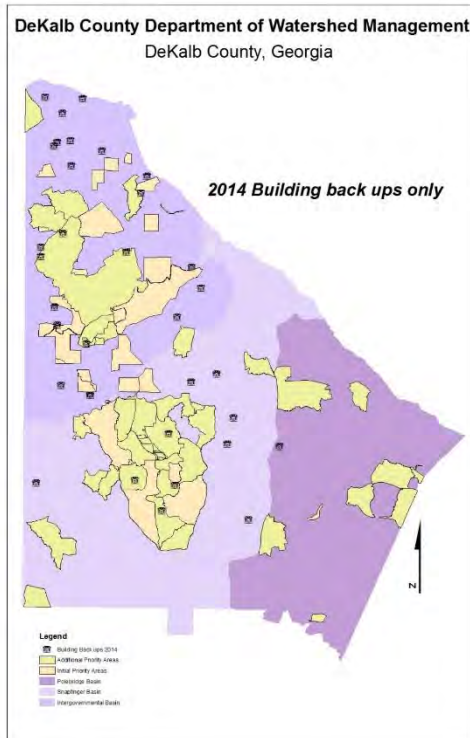 DeKalb County Department of Watershed Management
DeKalb County, Georgia
2014 Building back ups only
N
Legend
Building Back ups 2014
Additional Priority Areas
Initial Priority Areas
Polebridge Basin
Snapfinger Basin
Intergovernmental Basin